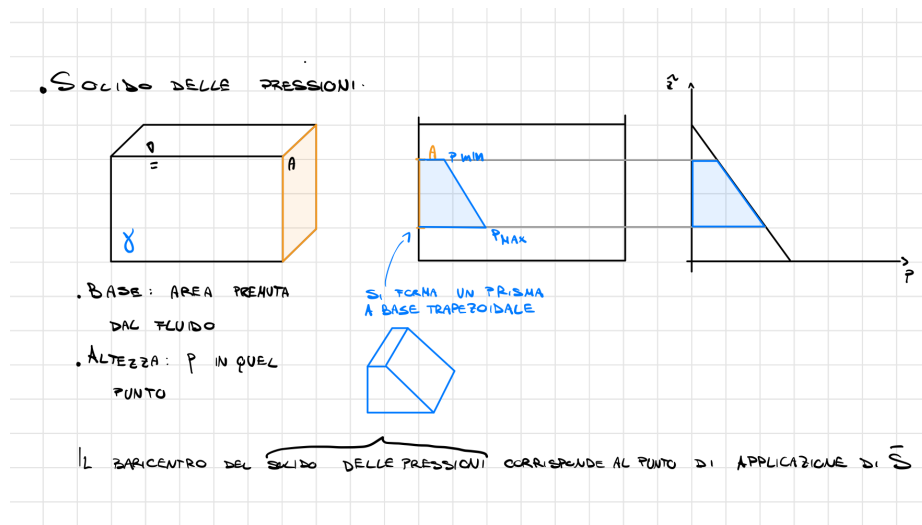 . SOLIDO DELLE PRESSIONI.
ẑ
A
A
P MIN
γ
P MAX
P
. BASE: AREA PREMUTA
DAL FLUIDO
SI FORMA UN PRISMA
A BASE TRAPEZOIDALE
. ALTEZZA: P IN QUEL
PUNTO
IL BARICENTRO DEL SOLIDO DELLE PRESSIONI CORRISPONDE AL PUNTO DI APPLICAZIONE DI S̄